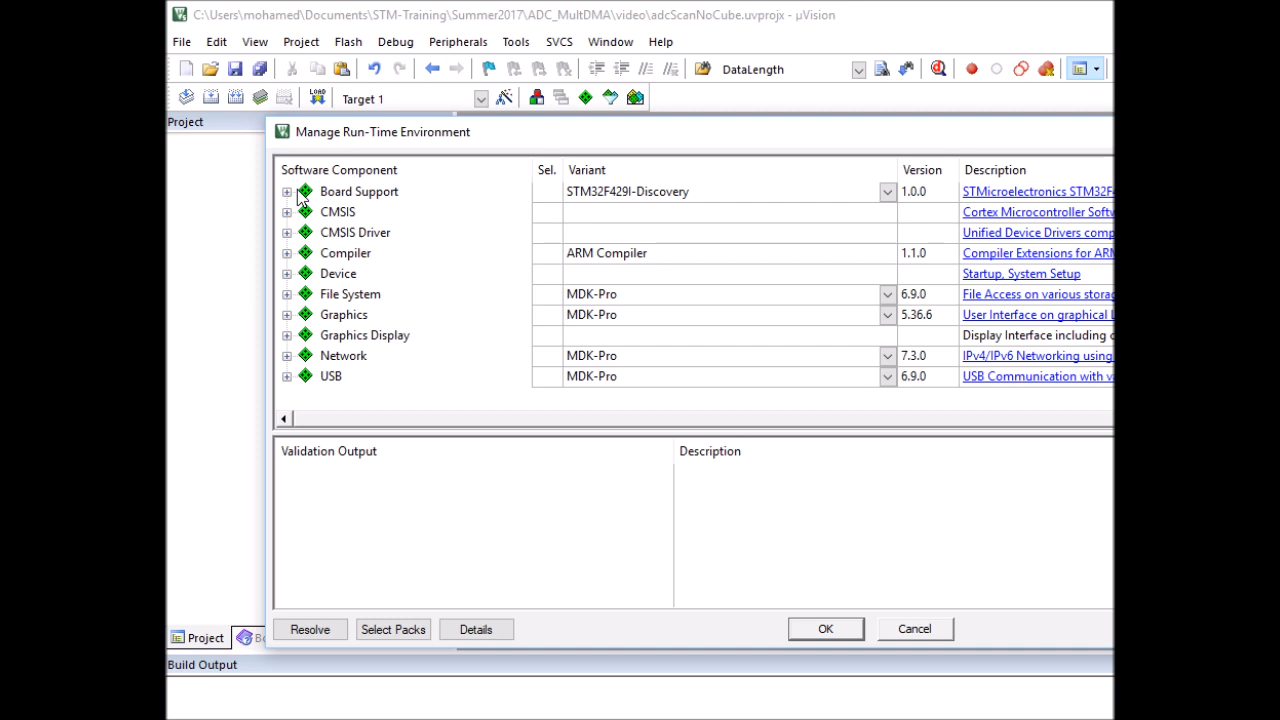 C:\Users\mohamed\Documents\STM-Training\Summer2017\ADC_MultDMA\video\adcScanNoCube.uvprojx - µVision
File Edit View Project Flash Debug Peripherals Tools SVCS Window Help
DataLength
LOAD Target 1
Project
Manage Run-Time Environment
Software Component Sel. Variant Version Description
Board Support STM32F429I-Discovery 1.0.0 STMicroelectronics STM32F4
CMSIS Cortex Microcontroller Softw
CMSIS Driver Unified Device Drivers comp
Compiler ARM Compiler 1.1.0 Compiler Extensions for ARM
Device Startup, System Setup
File System MDK-Pro 6.9.0 File Access on various storag
Graphics MDK-Pro 5.36.6 User Interface on graphical L
Graphics Display Display Interface including c
Network MDK-Pro 7.3.0 IPv4/IPv6 Networking using
USB MDK-Pro 6.9.0 USB Communication with v
Validation Output Description
Resolve Select Packs Details OK Cancel
Project Bo
Build Output